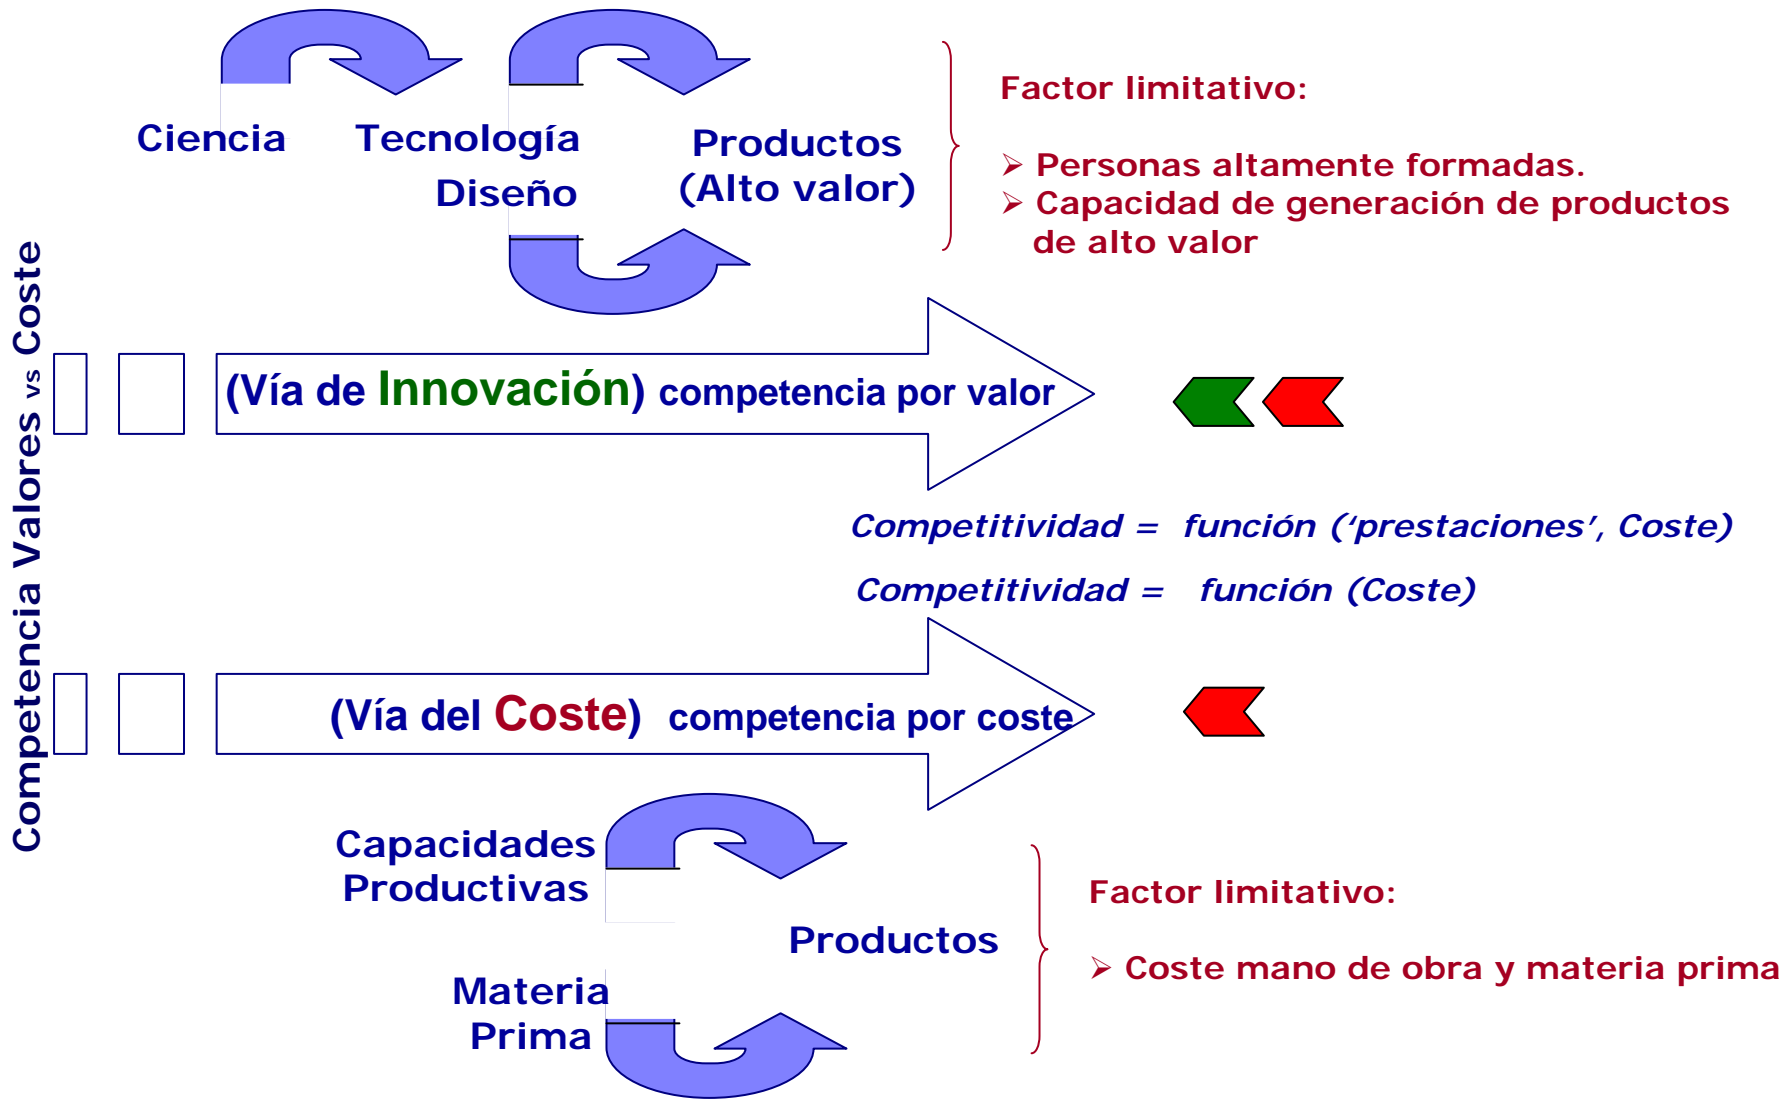 Competencia Valores vs Coste
Ciencia
Tecnología
Diseño
Productos
(Alto valor)
Factor limitativo:
➢ Personas altamente formadas.
➢ Capacidad de generación de productos
de alto valor
(Vía de Innovación) competencia por valor
Competitividad = función (‘prestaciones’, Coste)
Competitividad = función (Coste)
(Vía del Coste) competencia por coste
Capacidades
Productivas
Productos
Materia
Prima
Factor limitativo:
➢ Coste mano de obra y materia prima